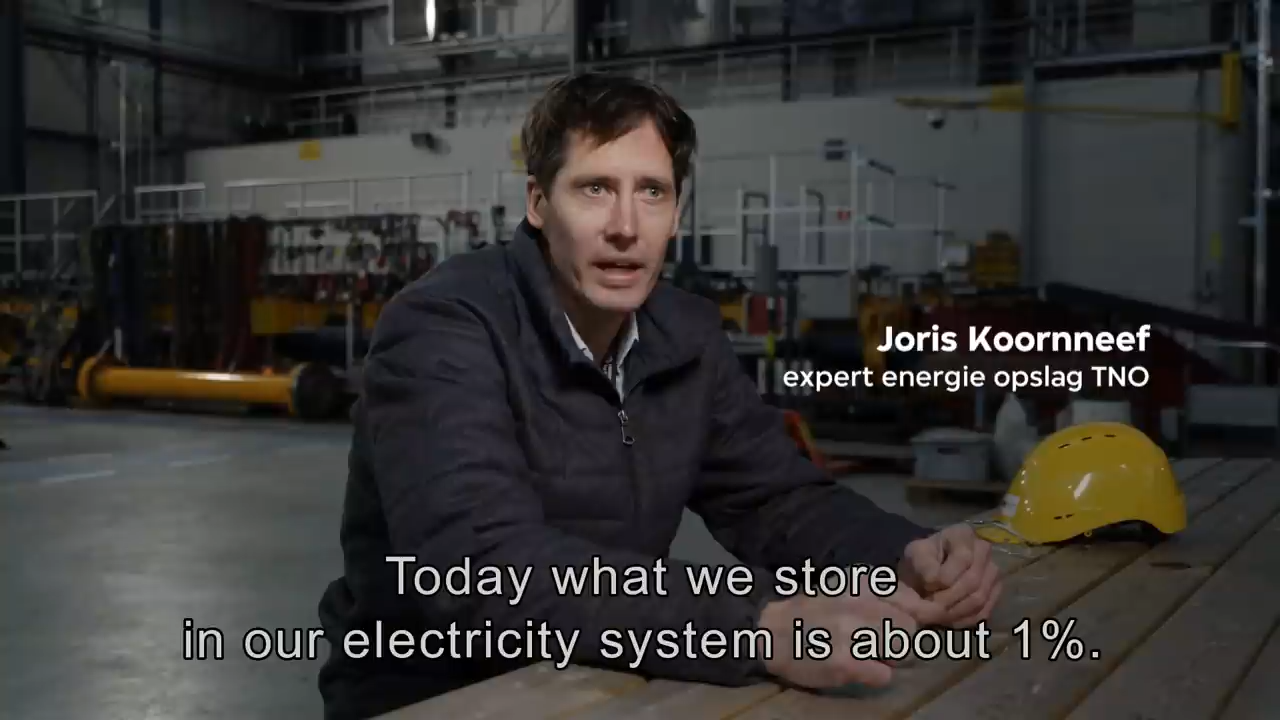 Joris Koornneef
expert energie opslag TNO
Today what we store
in our electricity system is about 1%.